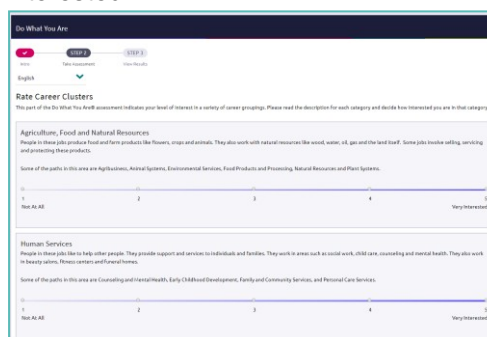 Do What You Are
STEP 2
STEP 3
Intro
Take Assessment
View Results
English
Rate Career Clusters
This part of the Do What You Are® assessment indicates your level of interest in a variety of career groupings. Please read the description for each category and decide how interested you are in that category
Agriculture, Food and Natural Resources
People in these jobs produce food and farm products like flowers, crops and animals. They also work with natural resources like wood, water, oil, gas and the land itself. Some jobs involve selling, servicing
and protecting these products.
Some of the paths in this area are Agribusiness, Animal Systems, Environmental Services, Food Products and Processing, Natural Resources and Plant Systems.
1 2 3 4 5
Not At All Very Interested
Human Services
People in these jobs like to help other people. They provide support and services to individuals and families. They work in areas such as social work, child care, counseling and mental health. They also work
in beauty salons, fitness centers and funeral homes.
Some of the paths in this area are Counseling and Mental Health, Early Childhood Development, Family and Community Services, and Personal Care Services.
1 2 3 4 5
Not At All Very Interested